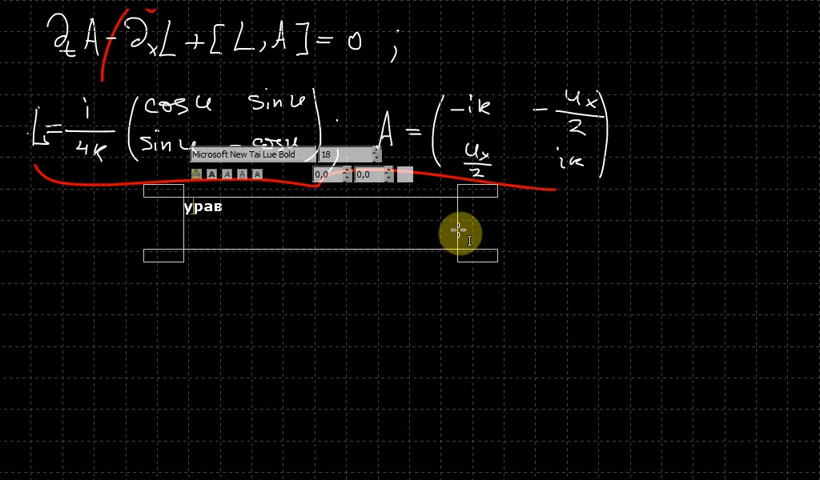 ∂ₜA - ∂ₓL + [L, A] = 0 ;
L = i/4k (cos u sin u / sin u - cos u) ; A = (-ik - uₓ/2 / uₓ/2 ik)
Microsoft New Tai Lue Bold 18
A A A A A 0,0 0,0
урав